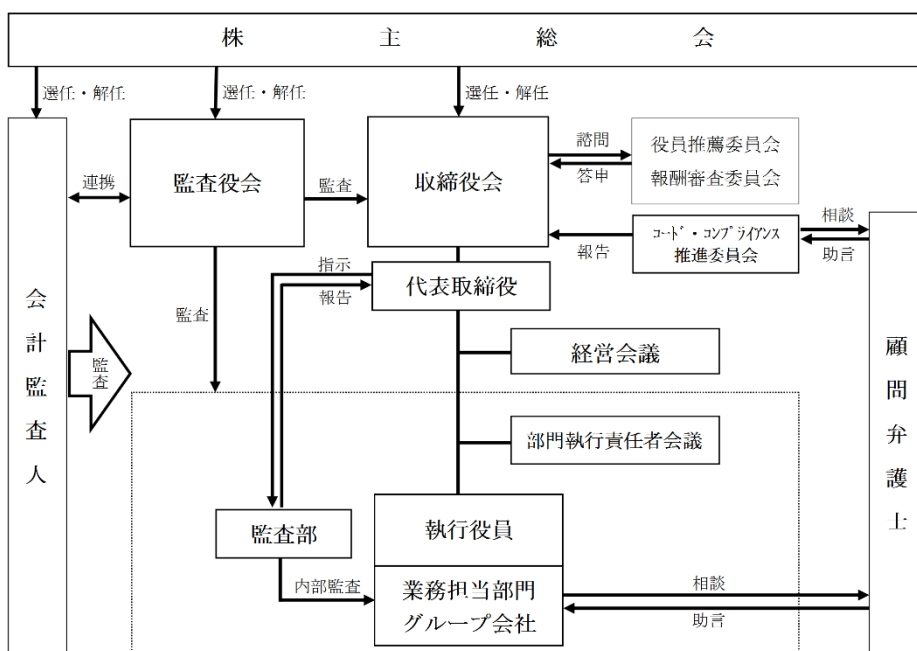 株主総会
選任・解任
選任・解任
選任・解任
監査役会
取締役会
諮問
答申
役員推薦委員会
報酬審査委員会
連携
監査
報告
コード・コンプライアンス
推進委員会
相談
助言
指示
報告
代表取締役
監査
会計監査人
監査
経営会議
顧問弁護士
部門執行責任者会議
監査部
執行役員
内部監査
業務担当部門
グループ会社
相談
助言